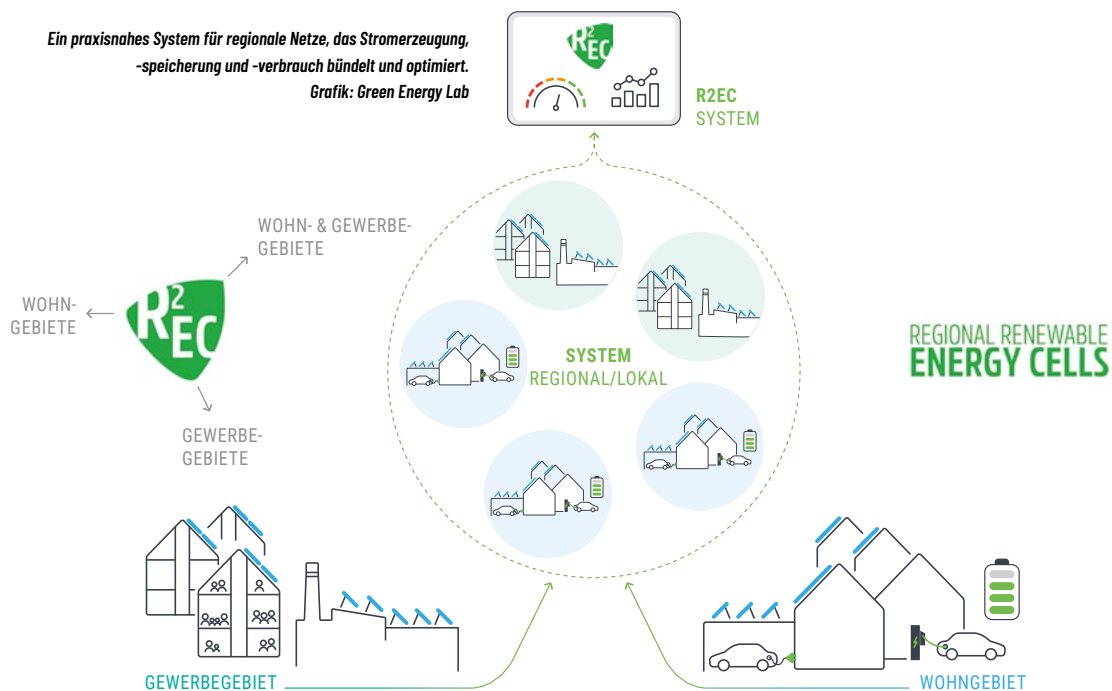 Ein praxisnahes System für regionale Netze, das Stromerzeugung,
-speicherung und -verbrauch bündelt und optimiert.
Grafik: Green Energy Lab
R2EC
R2EC
SYSTEM
WOHN- & GEWERBE-
GEBIETE
WOHN-
GEBIETE
R2EC
GEWERBE-
GEBIETE
SYSTEM
REGIONAL/LOKAL
REGIONAL RENEWABLE
ENERGY CELLS
GEWERBEGEBIET
WOHNGEBIET